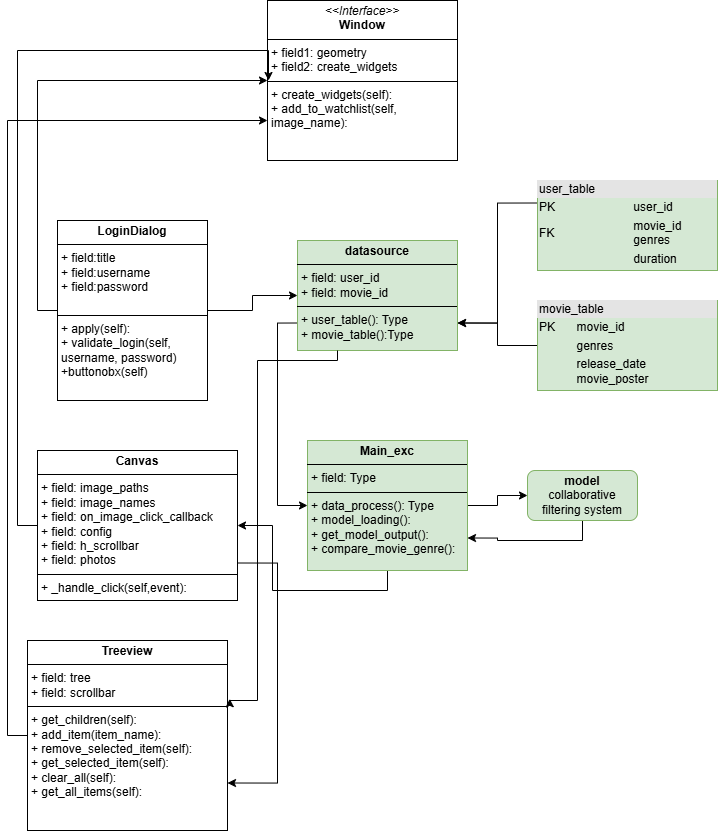 <<Interface>>
Window
+ field1: geometry
+ field2: create_widgets
+ create_widgets(self):
+ add_to_watchlist(self,
image_name):
LoginDialog
+ field:title
+ field:username
+ field:password
+ apply(self):
+ validate_login(self,
username, password)
+buttonobx(self)
datasource
+ field: user_id
+ field: movie_id
+ user_table(): Type
+ movie_table():Type
user_table
PK user_id
FK movie_id
genres
duration
movie_table
PK movie_id
genres
release_date
movie_poster
Canvas
+ field: image_paths
+ field: image_names
+ field: on_image_click_callback
+ field: config
+ field: h_scrollbar
+ field: photos
+ _handle_click(self,event):
Main_exc
+ field: Type
+ data_process(): Type
+ model_loading():
+ get_model_output():
+ compare_movie_genre():
model
collaborative
filtering system
Treeview
+ field: tree
+ field: scrollbar
+ get_children(self):
+ add_item(item_name):
+ remove_selected_item(self):
+ get_selected_item(self):
+ clear_all(self):
+ get_all_items(self):